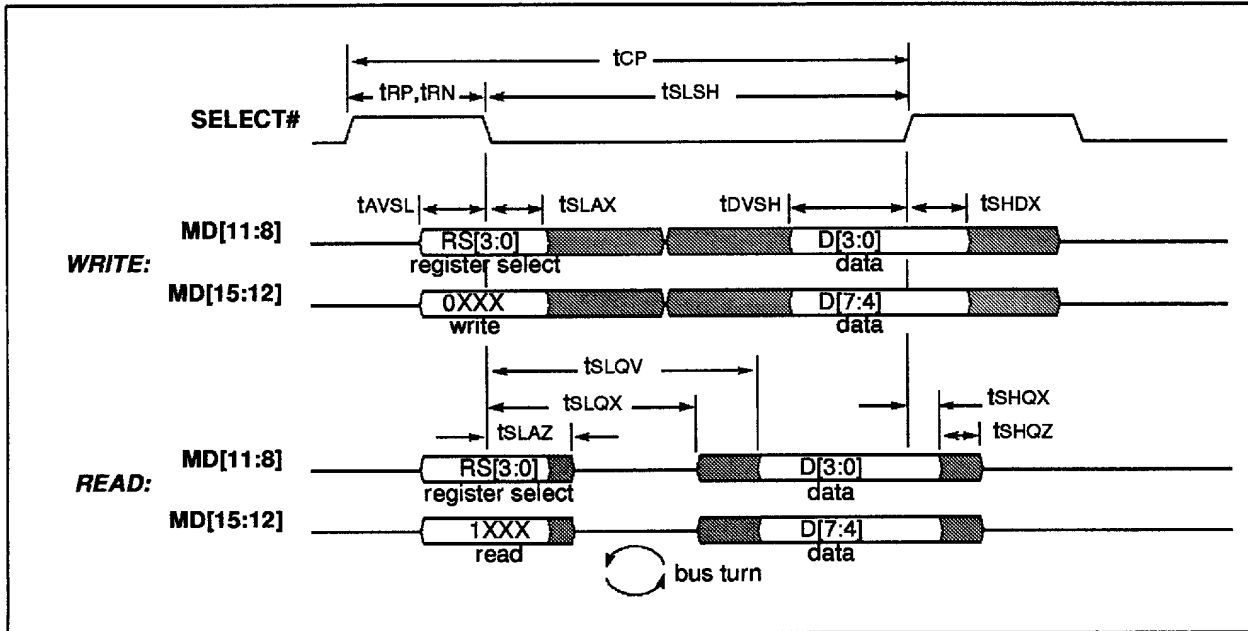 tCP
tRP,tRN tSLSH
SELECT#
tAVSL tSLAX tDVSH tSHDX
MD[11:8] RS[3:0] D[3:0]
register select data
WRITE:
MD[15:12] 0XXX D[7:4]
write data
tSLQV
tSLQX tSHQX
tSLAZ tSHQZ
MD[11:8] RS[3:0] D[3:0]
READ: register select data
MD[15:12] 1XXX D[7:4]
read data
bus turn